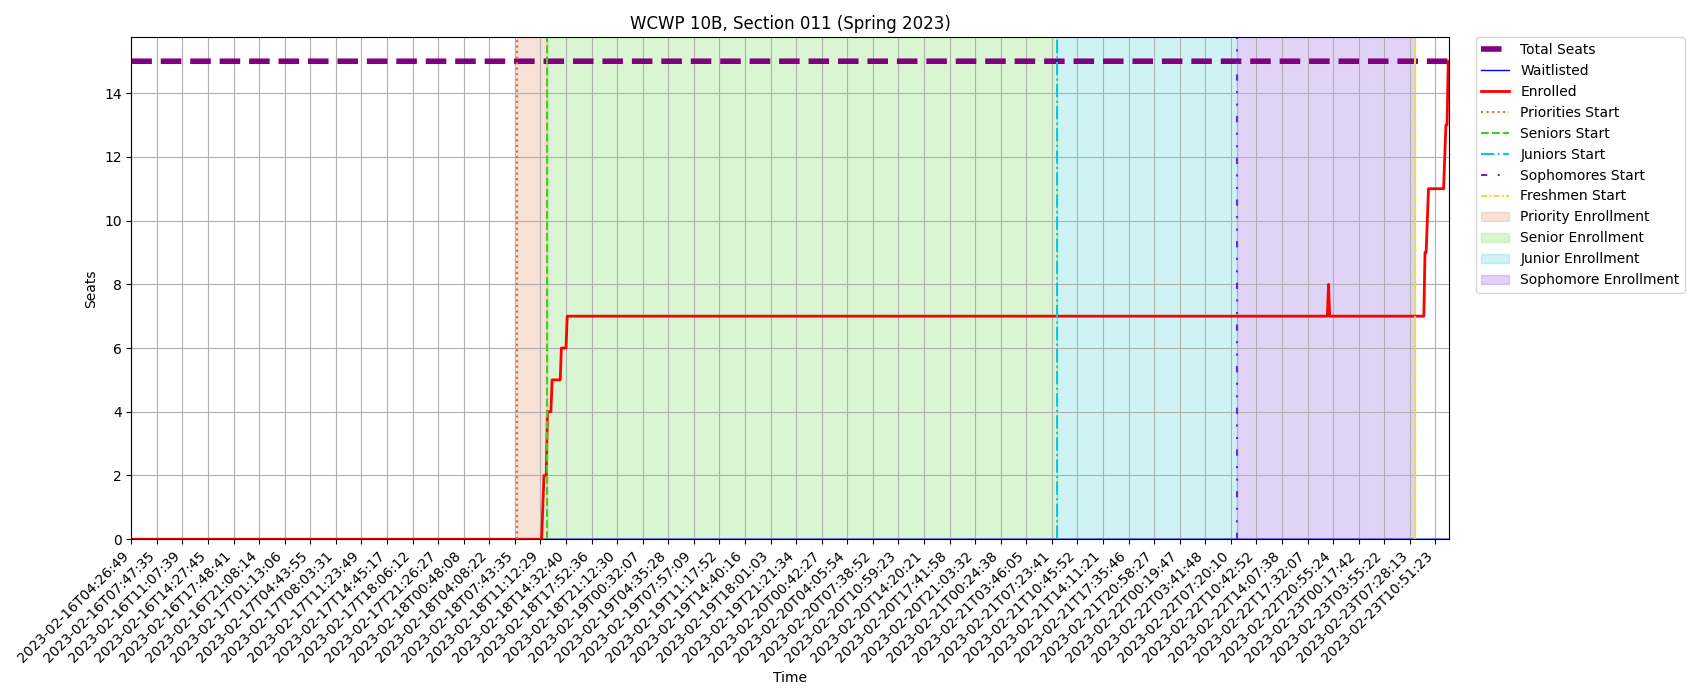 WCWP 10B, Section 011 (Spring 2023)
Total Seats
Waitlisted
Enrolled
Priorities Start
Seniors Start
Juniors Start
Sophomores Start
Freshmen Start
Priority Enrollment
Senior Enrollment
Junior Enrollment
Sophomore Enrollment
Seats
14
12
10
8
6
4
2
0
2023-02-16T04:26:49
2023-02-16T07:47:35
2023-02-16T11:07:39
2023-02-16T14:27:45
2023-02-16T17:48:41
2023-02-16T21:08:14
2023-02-17T01:13:06
2023-02-17T04:43:55
2023-02-17T08:03:31
2023-02-17T11:23:49
2023-02-17T14:45:17
2023-02-17T18:06:12
2023-02-17T21:26:27
2023-02-18T00:48:08
2023-02-18T04:08:22
2023-02-18T07:43:35
2023-02-18T11:12:29
2023-02-18T14:32:40
2023-02-18T17:52:36
2023-02-18T21:12:30
2023-02-19T00:32:07
2023-02-19T04:35:28
2023-02-19T07:57:09
2023-02-19T11:17:52
2023-02-19T14:40:16
2023-02-19T18:01:03
2023-02-19T21:21:34
2023-02-20T00:42:27
2023-02-20T04:05:54
2023-02-20T07:38:52
2023-02-20T10:59:23
2023-02-20T14:20:21
2023-02-20T17:41:58
2023-02-20T21:03:32
2023-02-21T00:24:38
2023-02-21T03:46:05
2023-02-21T07:23:41
2023-02-21T10:45:52
2023-02-21T14:11:21
2023-02-21T17:35:46
2023-02-21T20:58:27
2023-02-22T00:19:47
2023-02-22T03:41:48
2023-02-22T07:20:10
2023-02-22T10:42:52
2023-02-22T14:07:38
2023-02-22T17:32:07
2023-02-22T20:55:24
2023-02-23T00:17:42
2023-02-23T03:55:22
2023-02-23T07:28:13
2023-02-23T10:51:23
Time